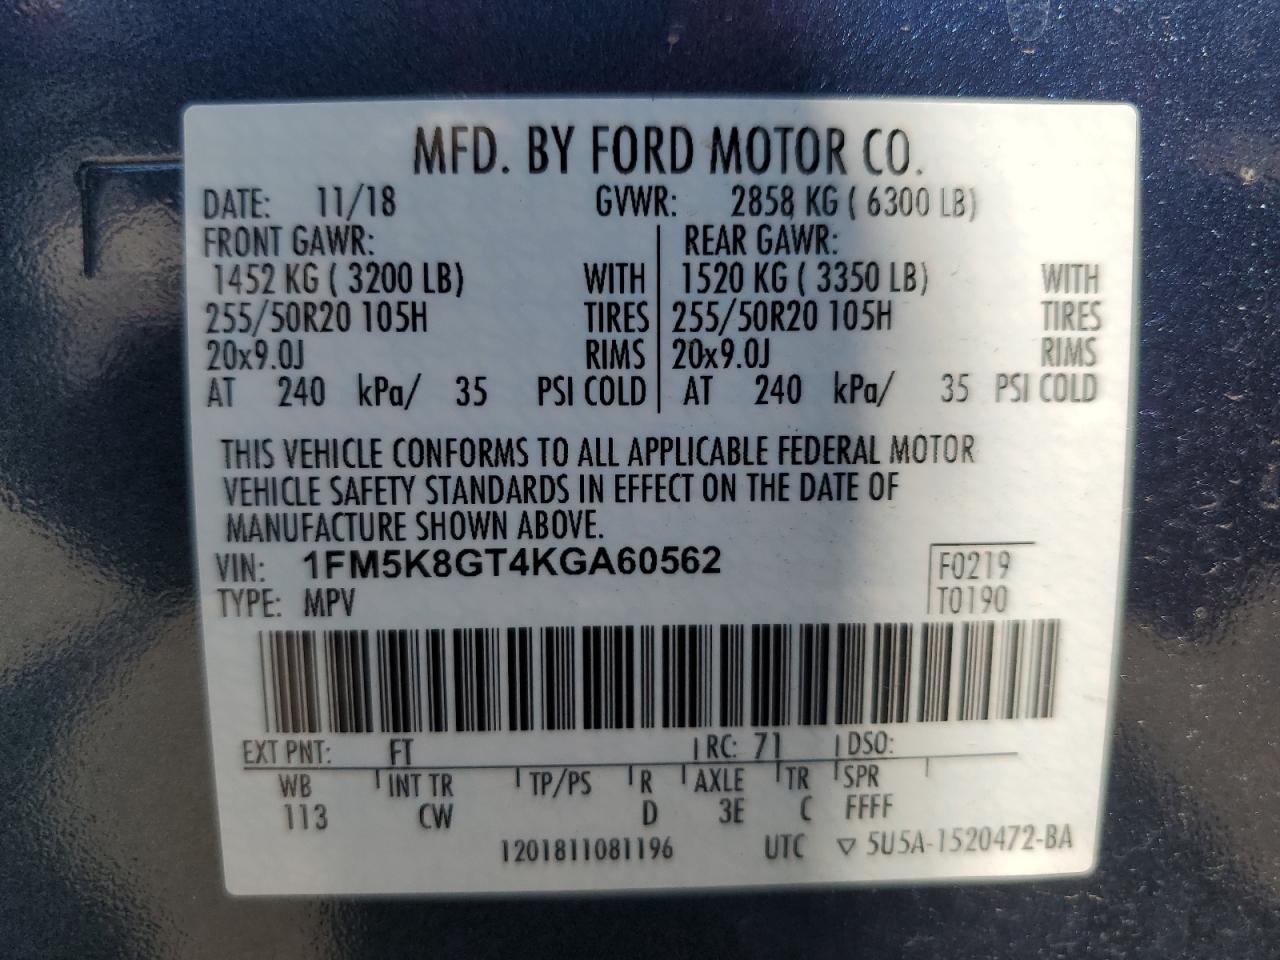 MFD. BY FORD MOTOR CO.
DATE: 11/18 GVWR: 2858 KG ( 6300 LB)
FRONT GAWR: REAR GAWR:
1452 KG ( 3200 LB) WITH 1520 KG ( 3350 LB) WITH
255/50R20 105H TIRES 255/50R20 105H TIRES
20x9.0J RIMS 20x9.0J RIMS
AT 240 kPa/ 35 PSI COLD AT 240 kPa/ 35 PSI COLD
THIS VEHICLE CONFORMS TO ALL APPLICABLE FEDERAL MOTOR
VEHICLE SAFETY STANDARDS IN EFFECT ON THE DATE OF
MANUFACTURE SHOWN ABOVE.
VIN: 1FM5K8GT4KGA60562 F0219
TYPE: MPV T0190
EXT PNT: FT RC: 71 DSO:
WB INT TR TP/PS R AXLE TR SPR
113 CW D 3E C FFFF
1201811081196 UTC ▽ 5U5A-1520472-BA